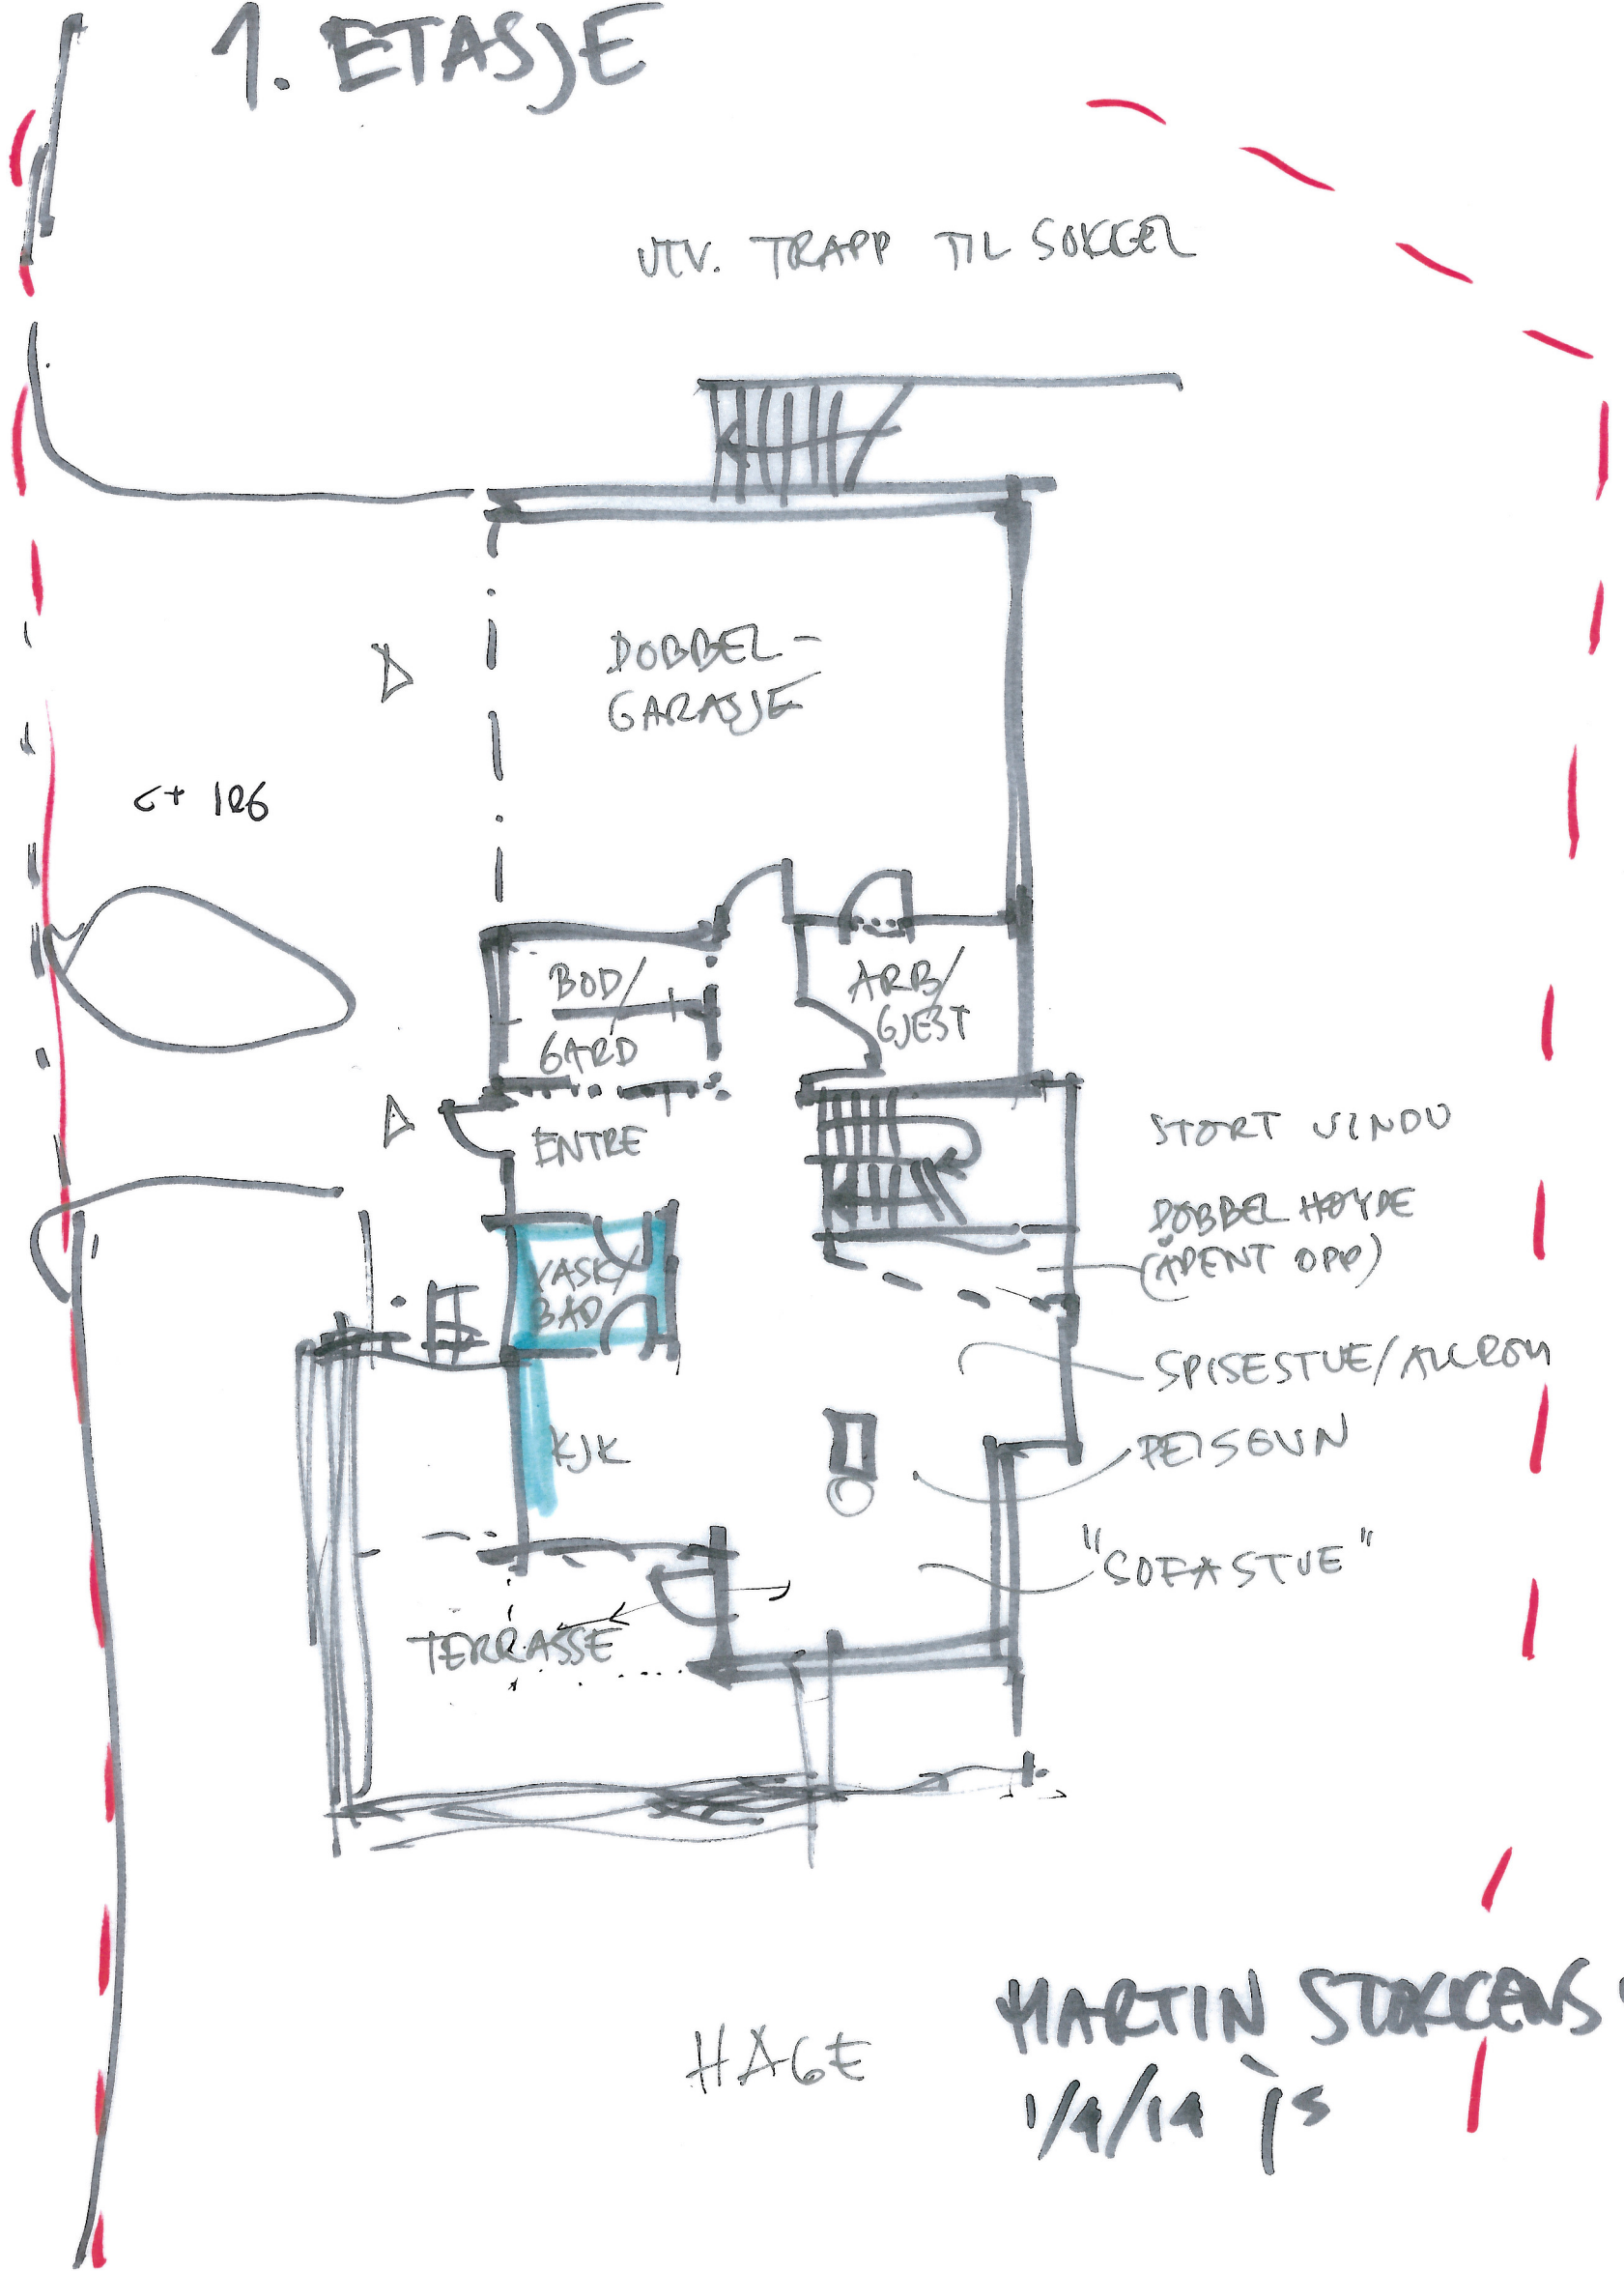 1. ETASJE
UTV. TRAPP TIL SOKKEL
DOBBEL-
GARASJE
C+ 126
BOD/
GARD
ARB/
GJEST
ENTRE
STORT VINDU
DOBBEL HØYDE
(ÅPENT OPP)
VASK/
BAD
SPISESTUE/ALLROM
KJK
PEISOVN
"SOFASTUE"
TERRASSE
HAGE
MARTIN STOKKENS
1/4/14 js